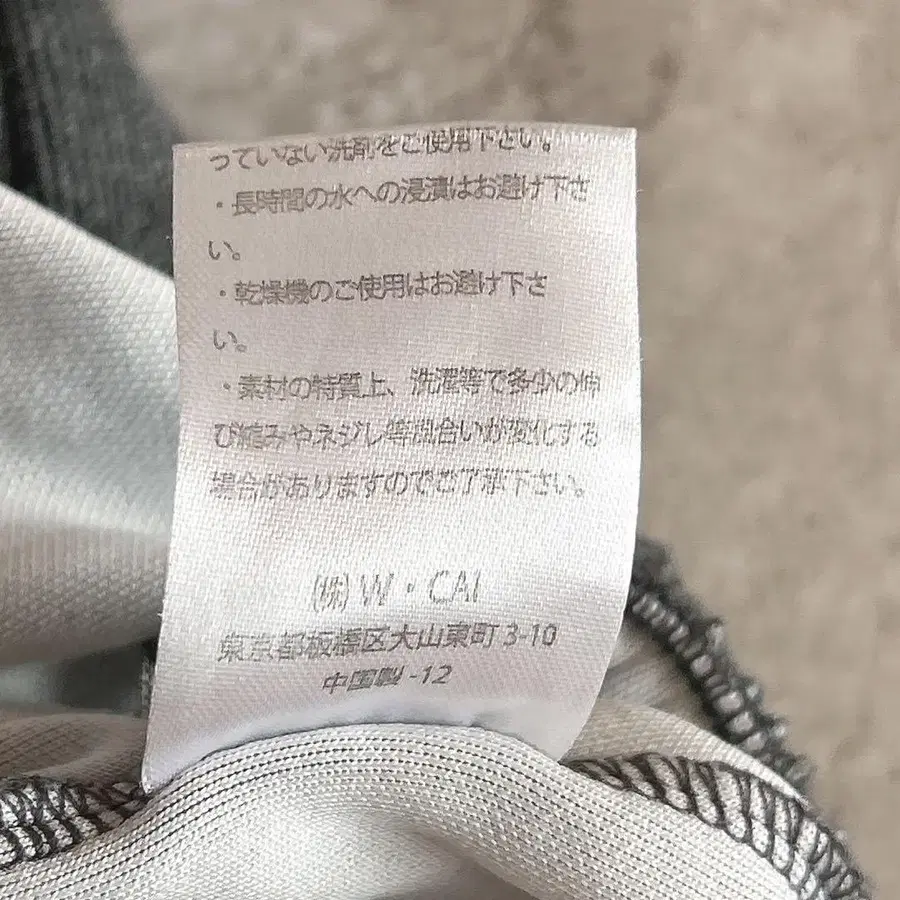 っていない洗剤をご使用下さい。
・長時間の水への浸漬はお避け下さ
い。
・乾燥機のご使用はお避け下さ
い。
・素材の特質上、洗濯等で多少の伸
び縮みやネジレ等風合いが変化する
場合がありますのでご了承下さい。
㈱W・CAI
東京都板橋区大山東町3-10
中国製-12